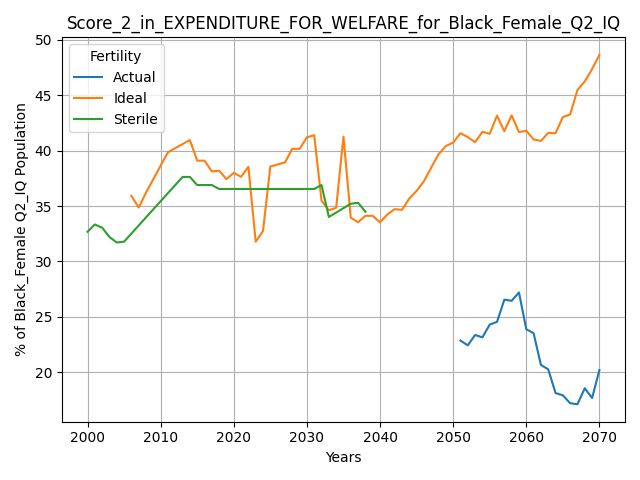 Score_2_in_EXPENDITURE_FOR_WELFARE_for_Black_Female_Q2_IQ
% of Black_Female Q2_IQ Population
50
45
40
35
30
25
20
Fertility
Actual
Ideal
Sterile
2000 2010 2020 2030 2040 2050 2060 2070
Years